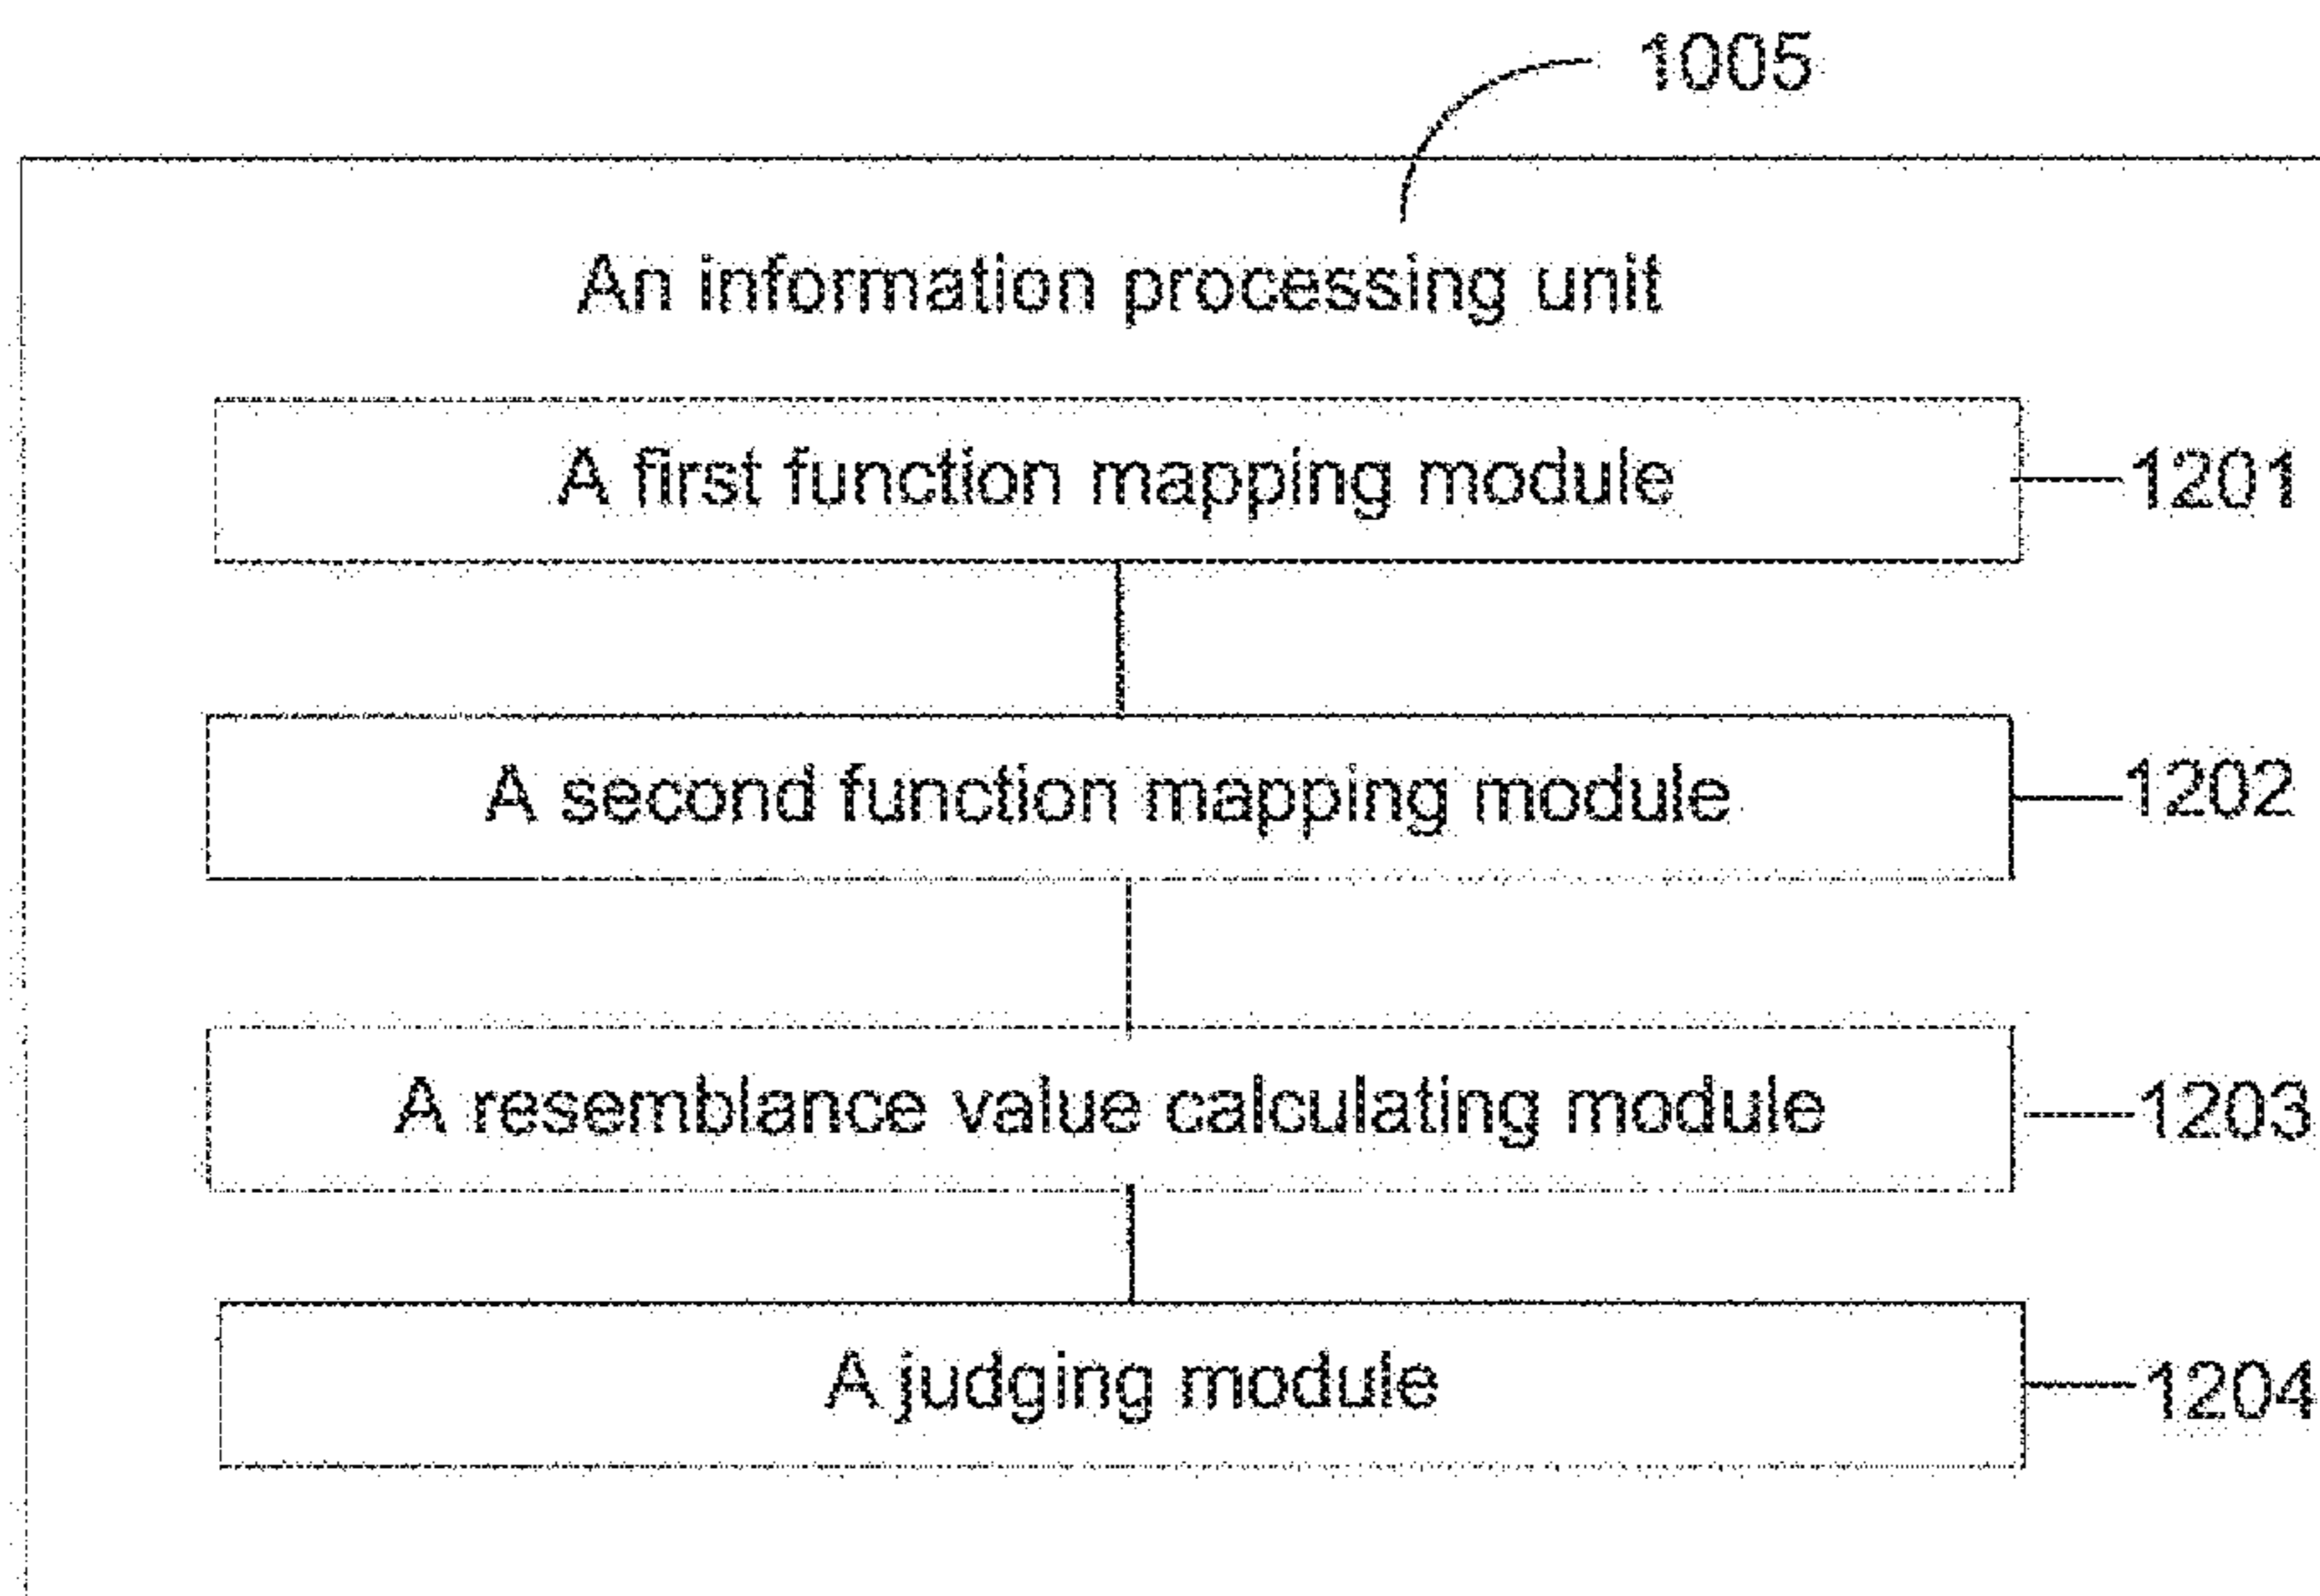 1005
An information processing unit
A first function mapping module
1201
A second function mapping module
1202
A resemblance value calculating module
1203
A judging module
1204